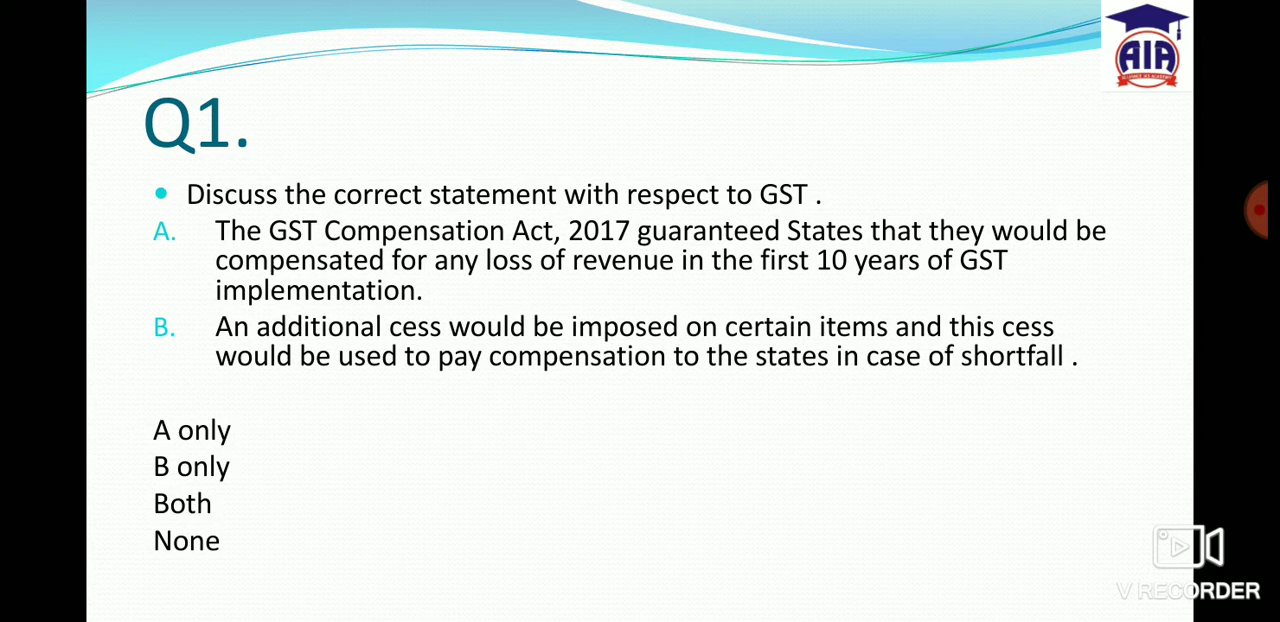 AIA
Q1.
• Discuss the correct statement with respect to GST .
A. The GST Compensation Act, 2017 guaranteed States that they would be
compensated for any loss of revenue in the first 10 years of GST
implementation.
B. An additional cess would be imposed on certain items and this cess
would be used to pay compensation to the states in case of shortfall .
A only
B only
Both
None
V RECORDER